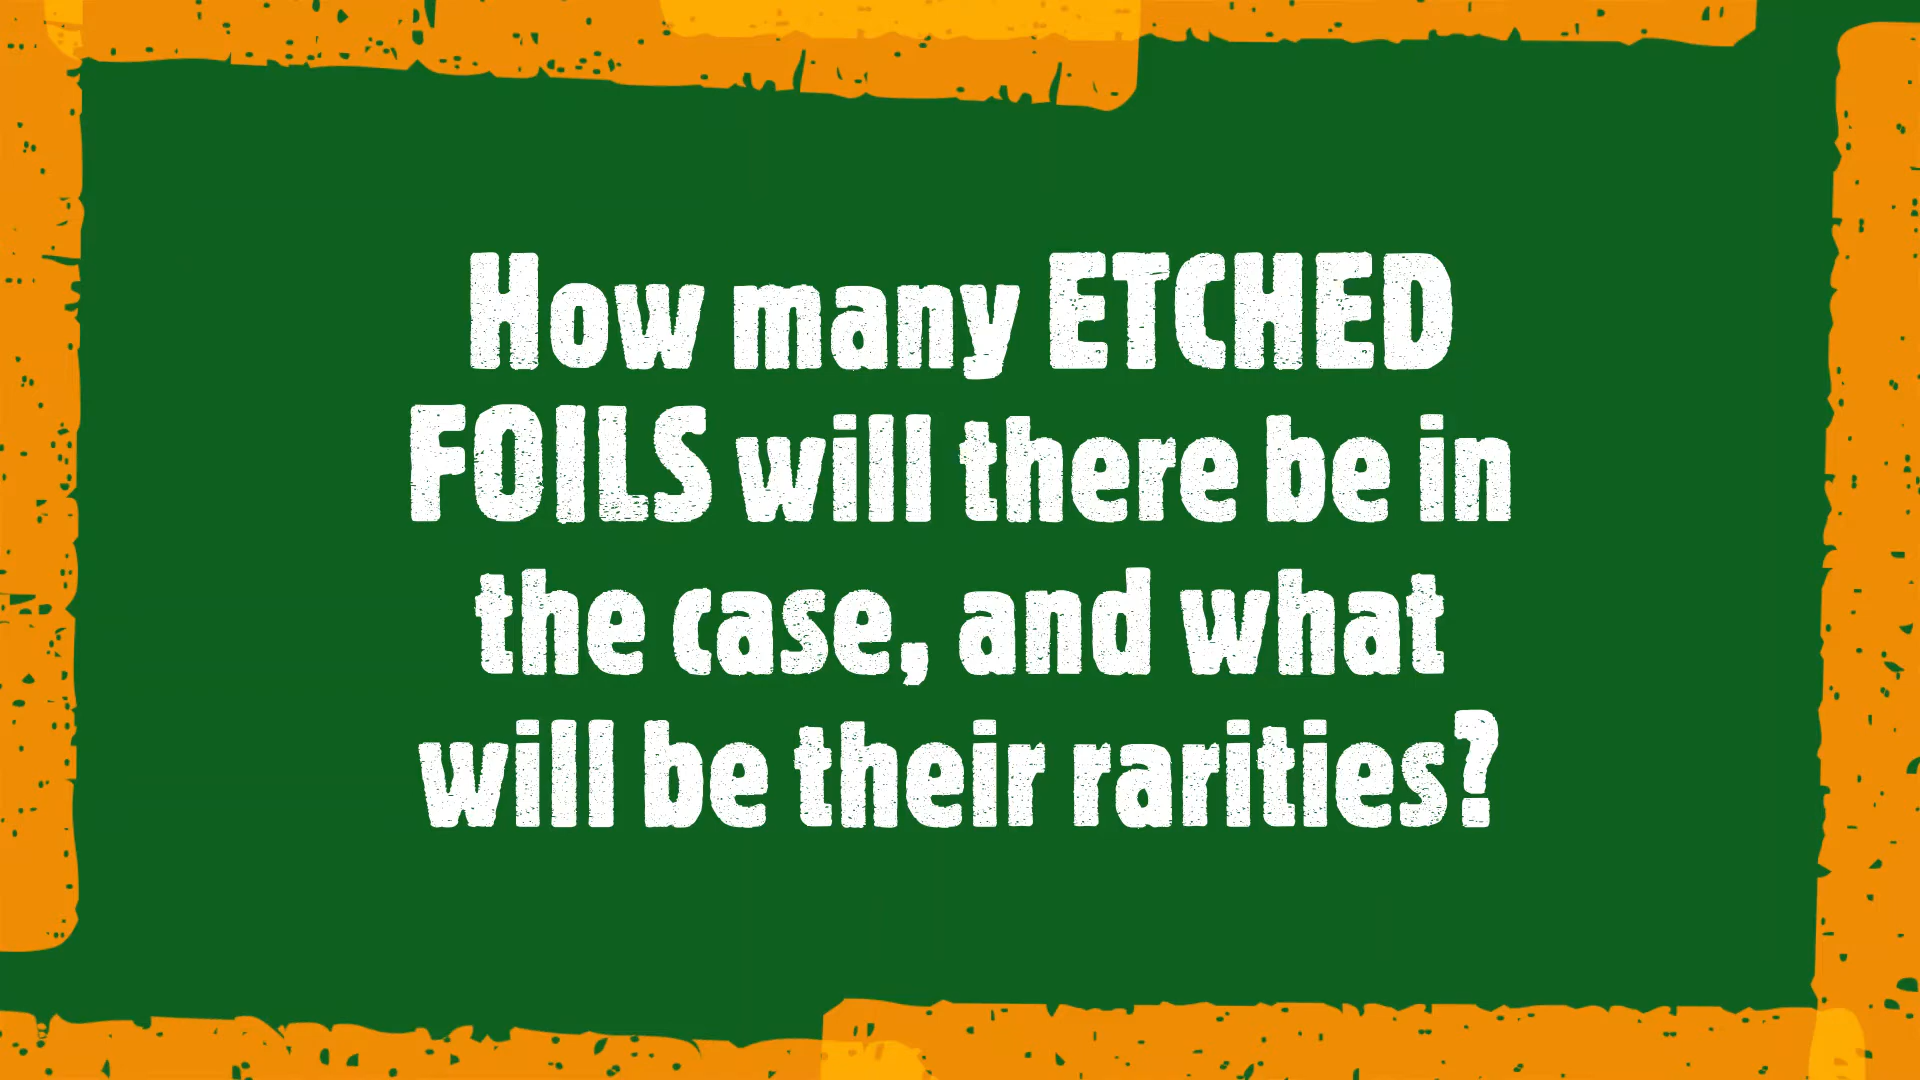 How many ETCHED
FOILS will there be in
the case, and what
will be their rarities?